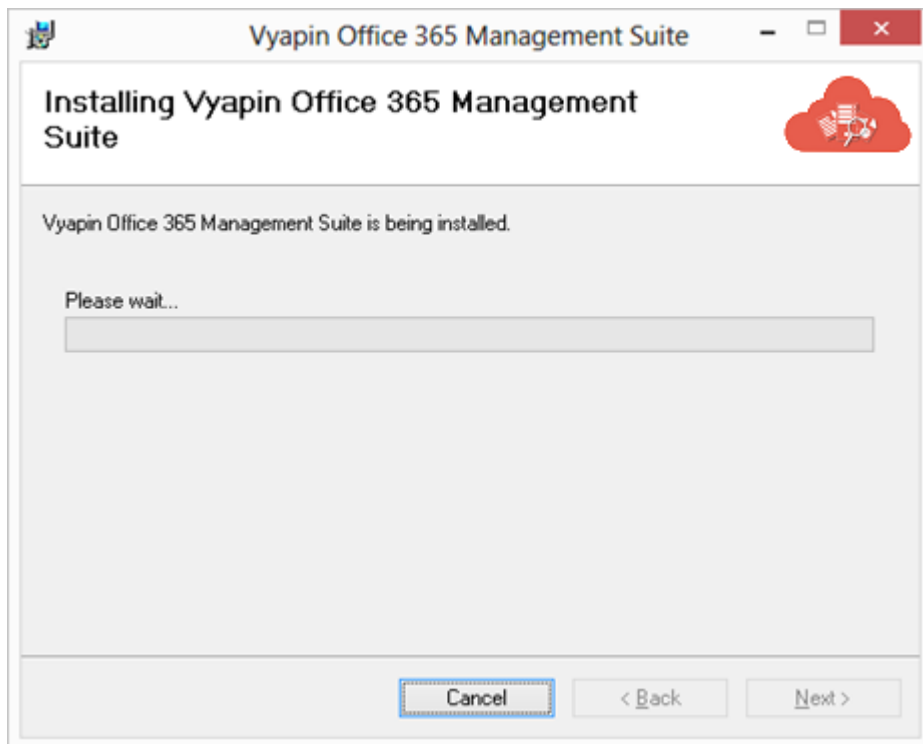 Vyapin Office 365 Management Suite
Installing Vyapin Office 365 Management
Suite
Vyapin Office 365 Management Suite is being installed.
Please wait...
Cancel
< Back
Next >